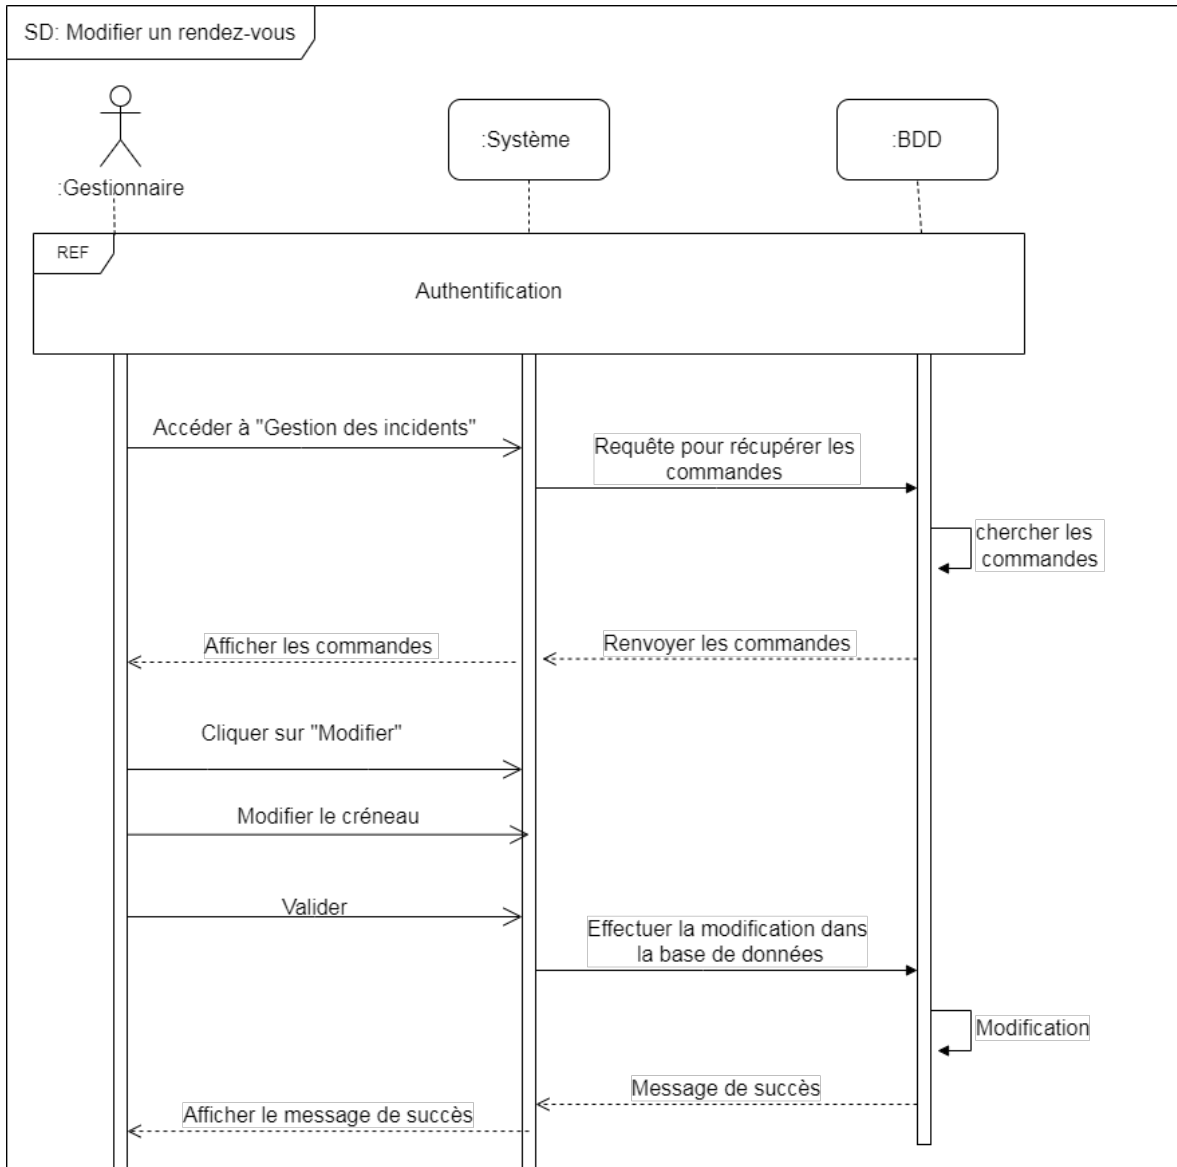 SD: Modifier un rendez-vous
:Gestionnaire
:Système
:BDD
REF
Authentification
Accéder à "Gestion des incidents"
Requête pour récupérer les
commandes
chercher les
commandes
Afficher les commandes
Renvoyer les commandes
Cliquer sur "Modifier"
Modifier le créneau
Valider
Effectuer la modification dans
la base de données
Modification
Message de succès
Afficher le message de succès